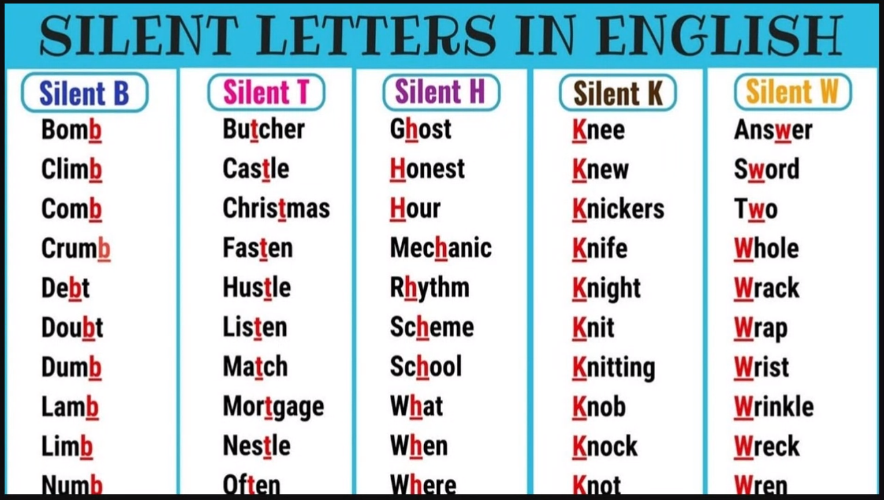 SILENT LETTERS IN ENGLISH
Silent B
Bomb
Climb
Comb
Crumb
Debt
Doubt
Dumb
Lamb
Limb
Numb
Silent T
Butcher
Castle
Christmas
Fasten
Hustle
Listen
Match
Mortgage
Nestle
Often
Silent H
Ghost
Honest
Hour
Mechanic
Rhythm
Scheme
School
What
When
Where
Silent K
Knee
Knew
Knickers
Knife
Knight
Knit
Knitting
Knob
Knock
Knot
Silent W
Answer
Sword
Two
Whole
Wrack
Wrap
Wrist
Wrinkle
Wreck
Wren